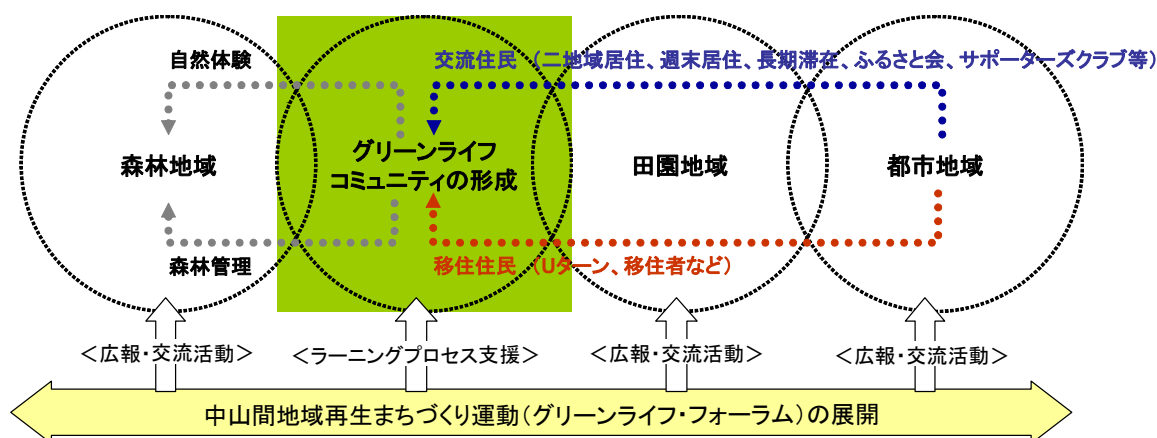 自然体験
交流住民 (二地域居住、週末居住、長期滞在、ふるさと会、サポーターズクラブ等)
森林地域
グリーンライフ
コミュニティの形成
田園地域
都市地域
森林管理
移住住民 (Uターン、移住者など)
<広報・交流活動>
<ラーニングプロセス支援>
<広報・交流活動>
<広報・交流活動>
中山間地域再生まちづくり運動(グリーンライフ・フォーラム)の展開